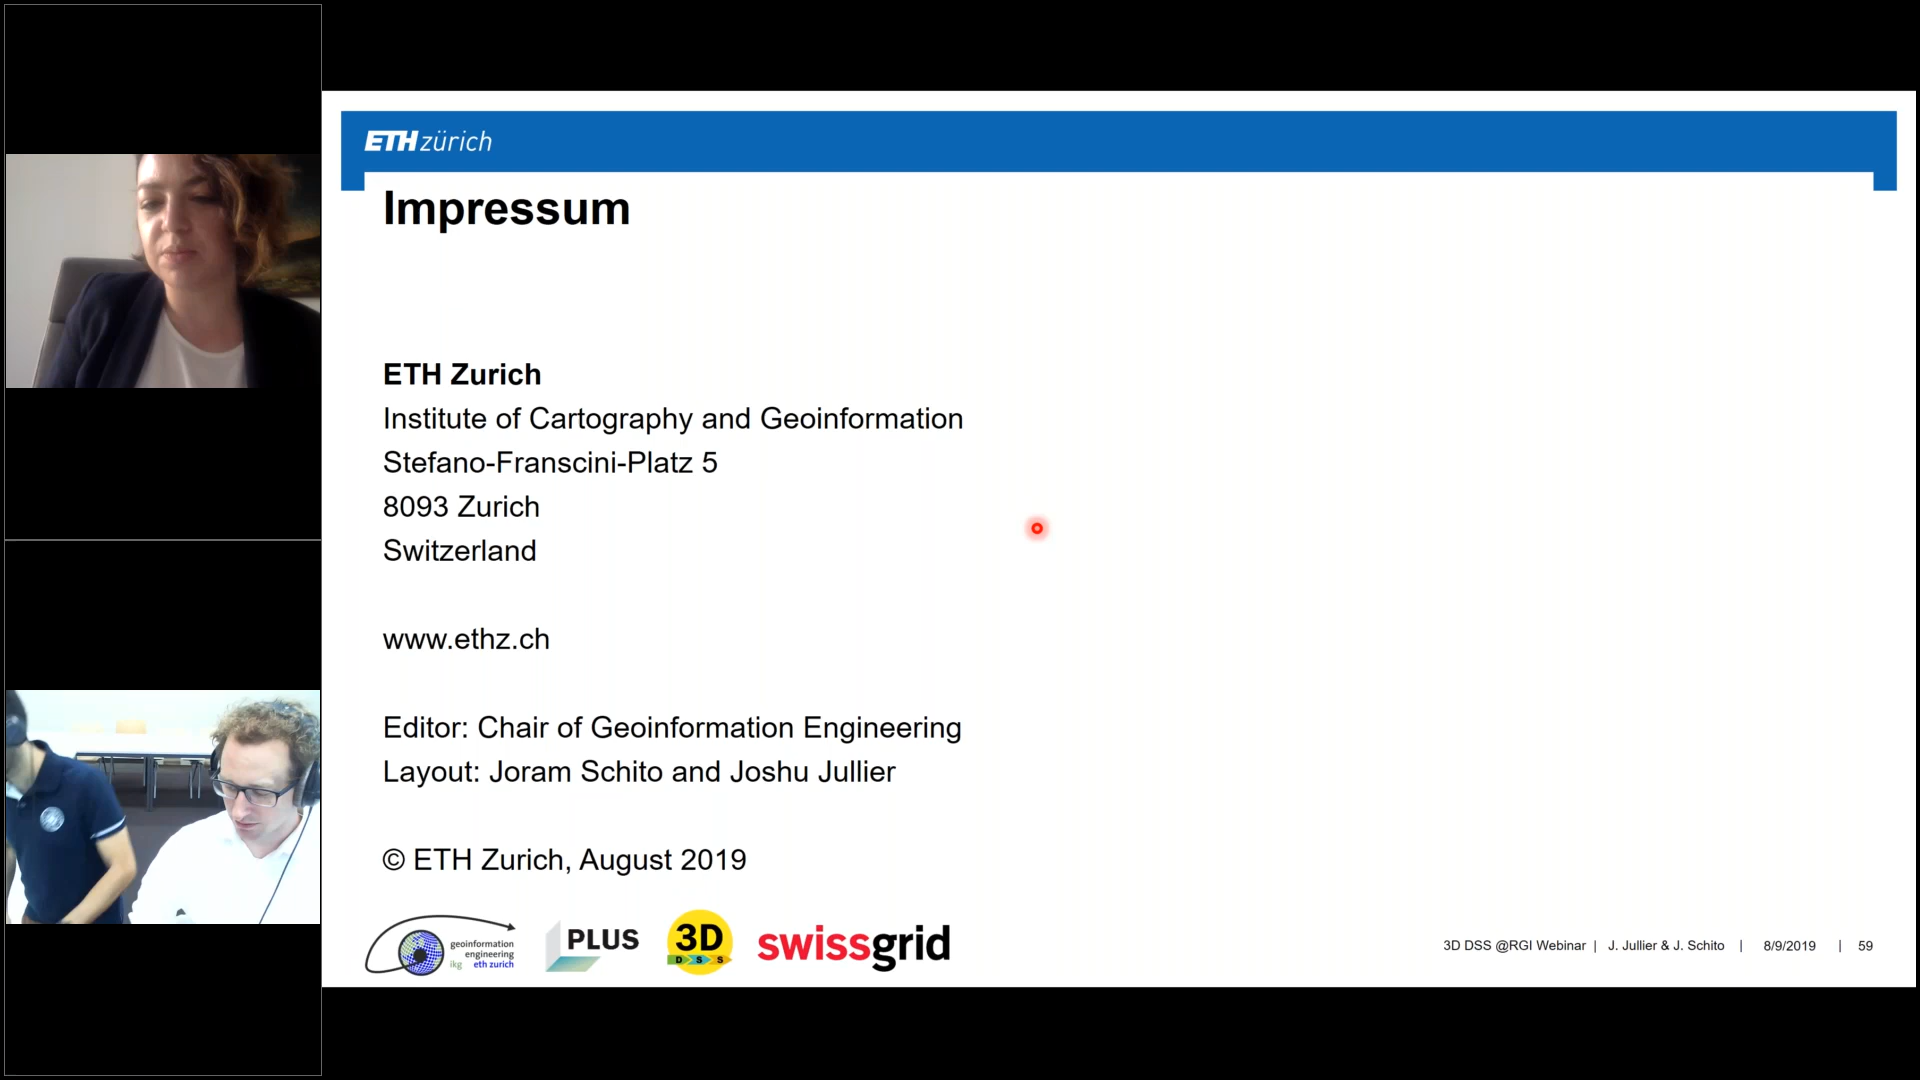 ETH zürich
Impressum
ETH Zurich
Institute of Cartography and Geoinformation
Stefano-Franscini-Platz 5
8093 Zurich
Switzerland
www.ethz.ch
Editor: Chair of Geoinformation Engineering
Layout: Joram Schito and Joshu Jullier
© ETH Zurich, August 2019
geoinformation
engineering
ikg eth zurich
PLUS
3D
DSS
swissgrid
3D DSS @RGI Webinar | J. Jullier & J. Schito | 8/9/2019 | 59